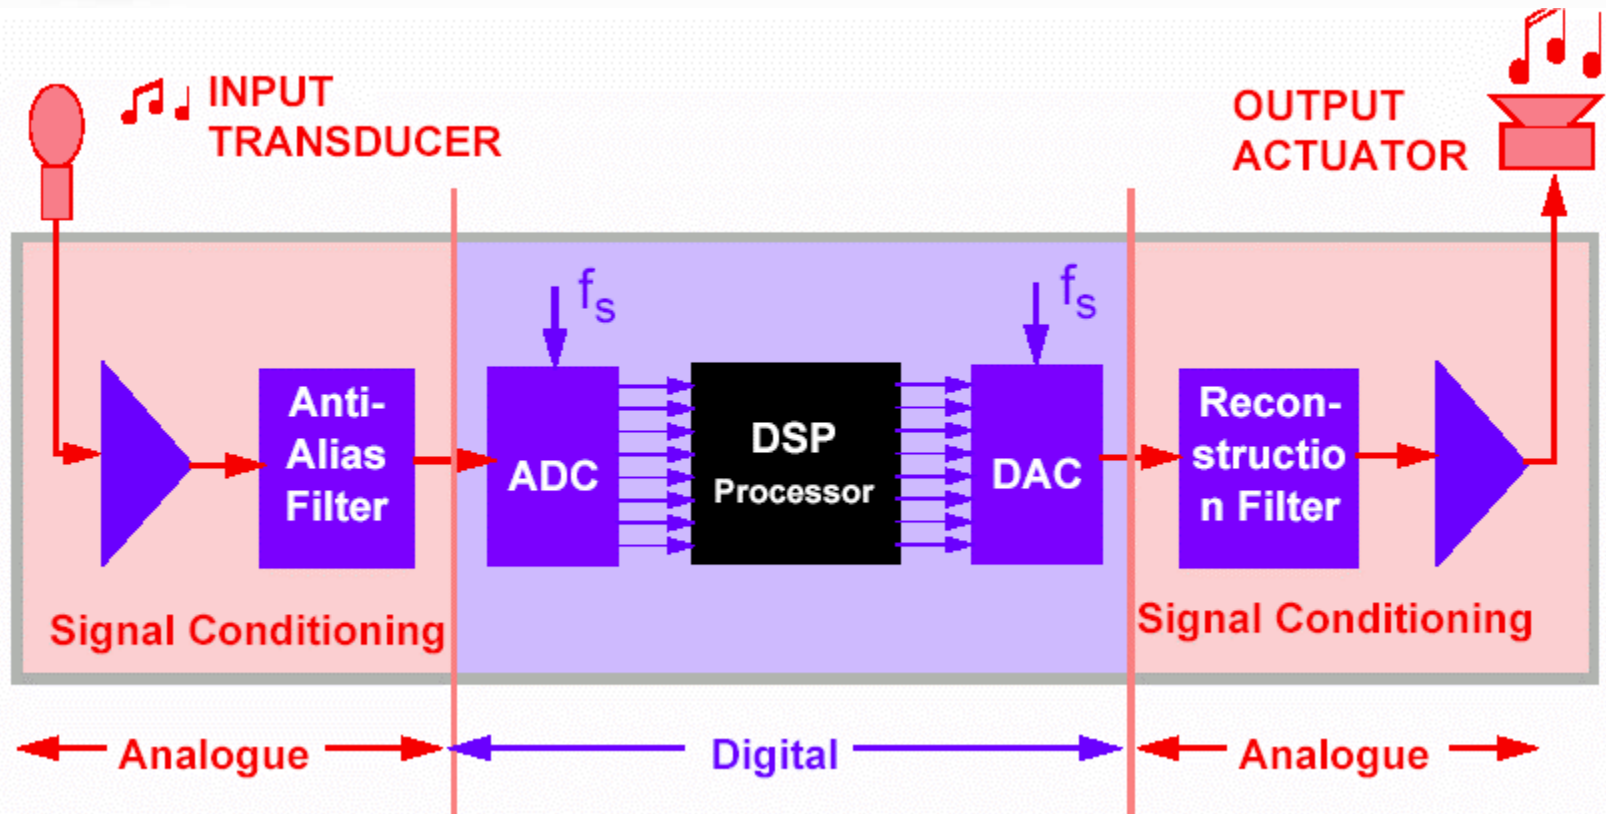 INPUT
TRANSDUCER
OUTPUT
ACTUATOR
fs
fs
Anti-
Alias
Filter
ADC
DSP
Processor
DAC
Recon-
structio
n Filter
Signal Conditioning
Signal Conditioning
Analogue
Digital
Analogue